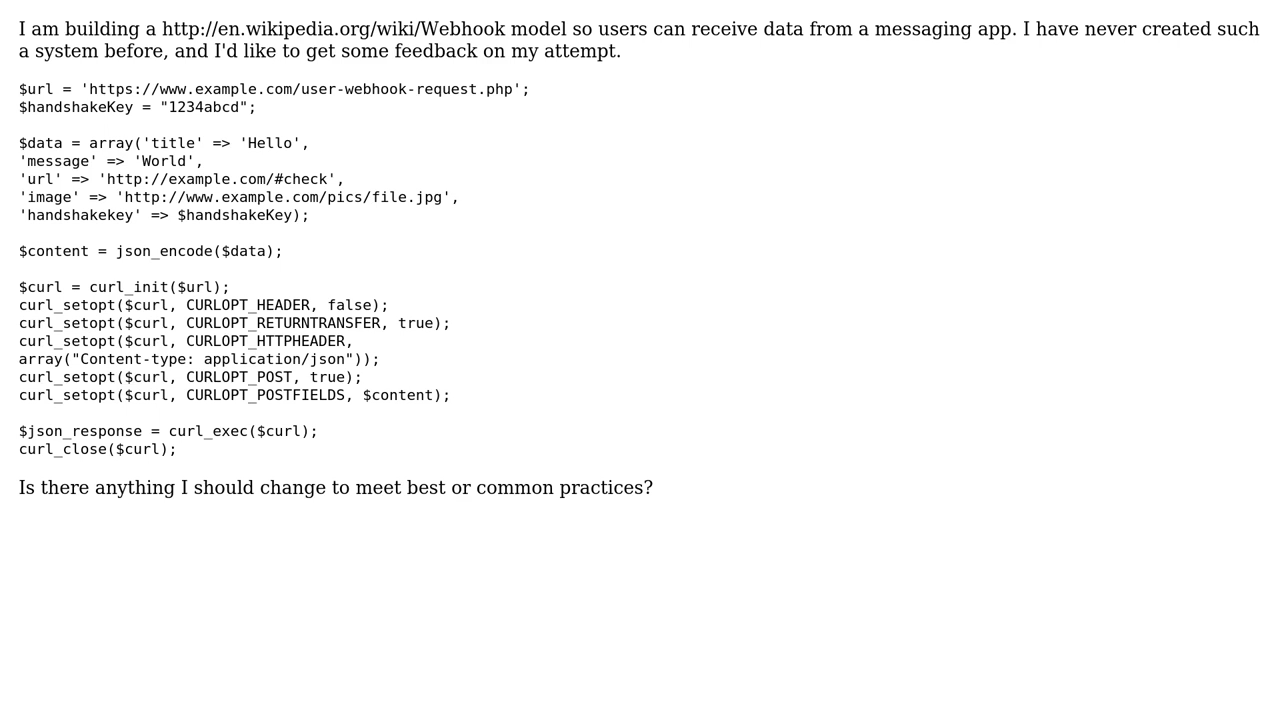 I am building a http://en.wikipedia.org/wiki/Webhook model so users can receive data from a messaging app. I have never created such
a system before, and I'd like to get some feedback on my attempt.
$url = 'https://www.example.com/user-webhook-request.php';
$handshakeKey = "1234abcd";
$data = array('title' => 'Hello',
'message' => 'World',
'url' => 'http://example.com/#check',
'image' => 'http://www.example.com/pics/file.jpg',
'handshakekey' => $handshakeKey);
$content = json_encode($data);
$curl = curl_init($url);
curl_setopt($curl, CURLOPT_HEADER, false);
curl_setopt($curl, CURLOPT_RETURNTRANSFER, true);
curl_setopt($curl, CURLOPT_HTTPHEADER,
array("Content-type: application/json"));
curl_setopt($curl, CURLOPT_POST, true);
curl_setopt($curl, CURLOPT_POSTFIELDS, $content);
$json_response = curl_exec($curl);
curl_close($curl);
Is there anything I should change to meet best or common practices?